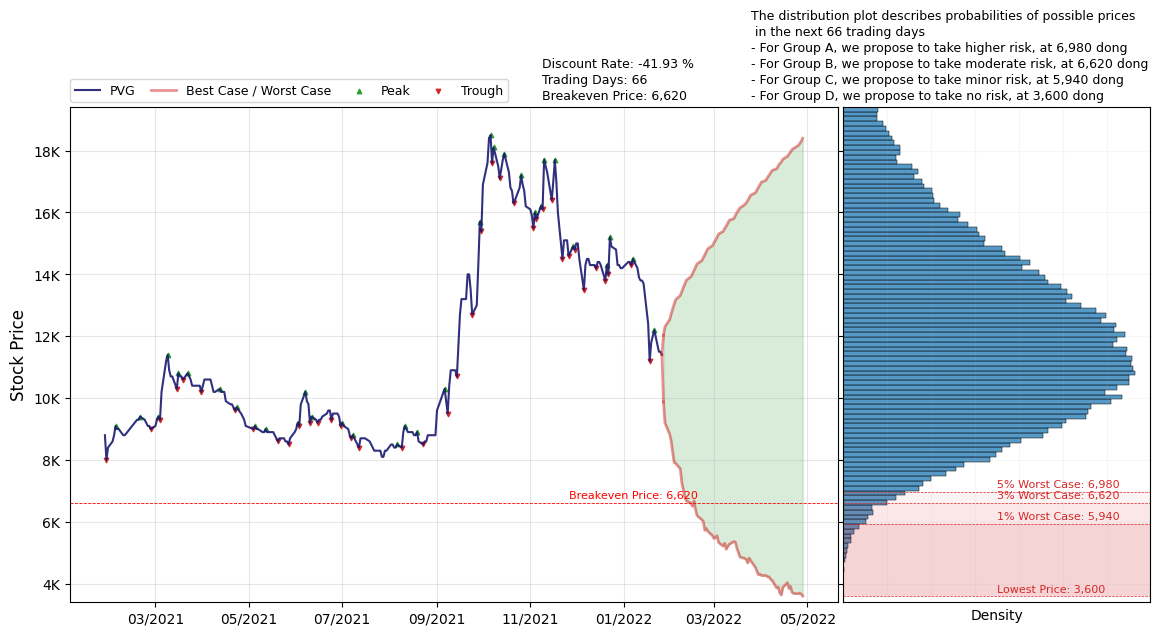 The distribution plot describes probabilities of possible prices
in the next 66 trading days
- For Group A, we propose to take higher risk, at 6,980 dong
- For Group B, we propose to take moderate risk, at 6,620 dong
- For Group C, we propose to take minor risk, at 5,940 dong
- For Group D, we propose to take no risk, at 3,600 dong
Discount Rate: -41.93 %
Trading Days: 66
Breakeven Price: 6,620
PVG
Best Case / Worst Case
Peak
Trough
Stock Price
18K
16K
14K
12K
10K
8K
6K
4K
Breakeven Price: 6,620
03/2021
05/2021
07/2021
09/2021
11/2021
01/2022
03/2022
05/2022
5% Worst Case: 6,980
3% Worst Case: 6,620
1% Worst Case: 5,940
Lowest Price: 3,600
Density